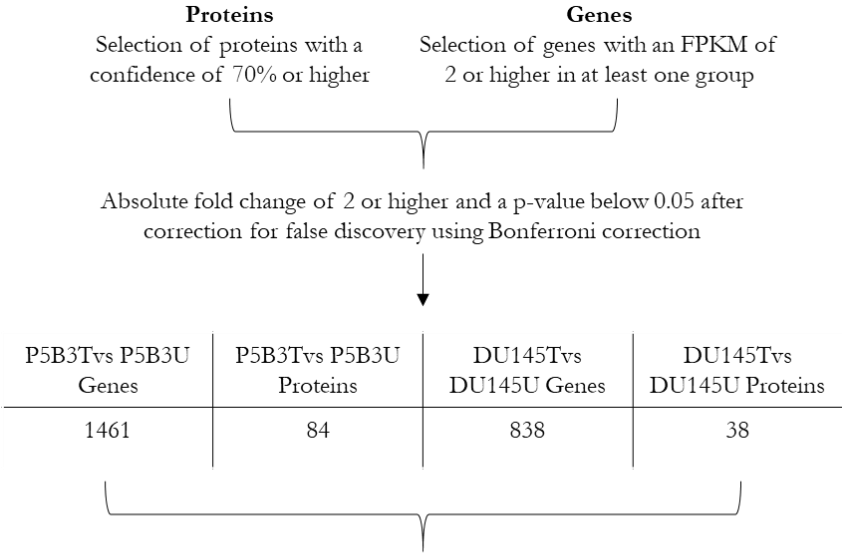 Proteins
Selection of proteins with a
confidence of 70% or higher
Genes
Selection of genes with an FPKM of
2 or higher in at least one group
Absolute fold change of 2 or higher and a p-value below 0.05 after
correction for false discovery using Bonferroni correction
P5B3Tvs P5B3U
Genes
P5B3Tvs P5B3U
Proteins
DU145Tvs
DU145U Genes
DU145Tvs
DU145U Proteins
1461
84
838
38